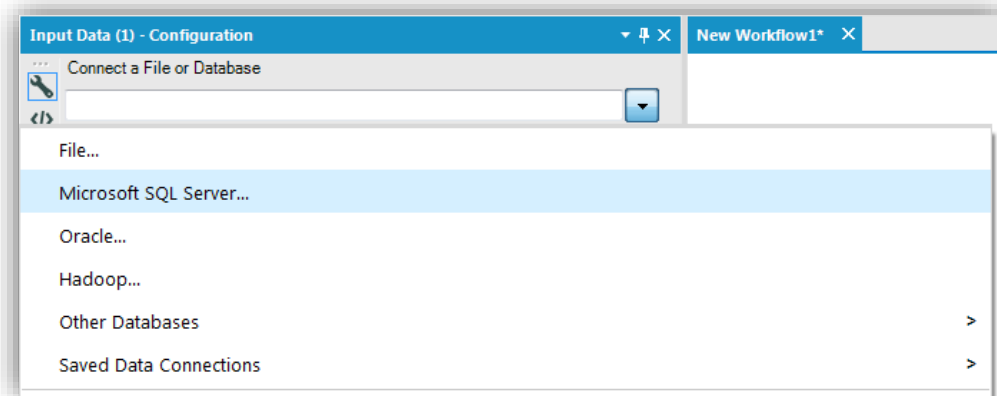 Input Data (1) - Configuration
New Workflow1*
Connect a File or Database
File...
Microsoft SQL Server...
Oracle...
Hadoop...
Other Databases >
Saved Data Connections >